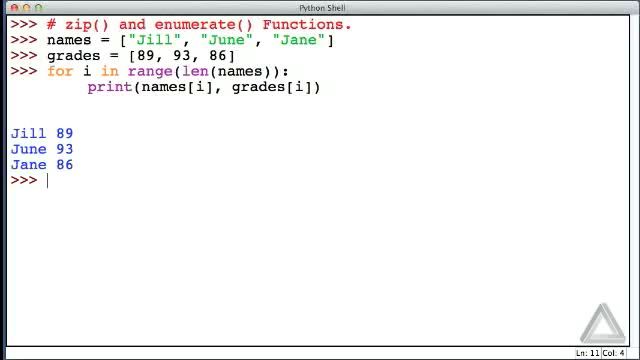 Python Shell
>>> # zip() and enumerate() Functions.
>>> names = ["Jill", "June", "Jane"]
>>> grades = [89, 93, 86]
>>> for i in range(len(names)):
print(names[i], grades[i])
Jill 89
June 93
Jane 86
>>>
Ln: 11 Col: 4